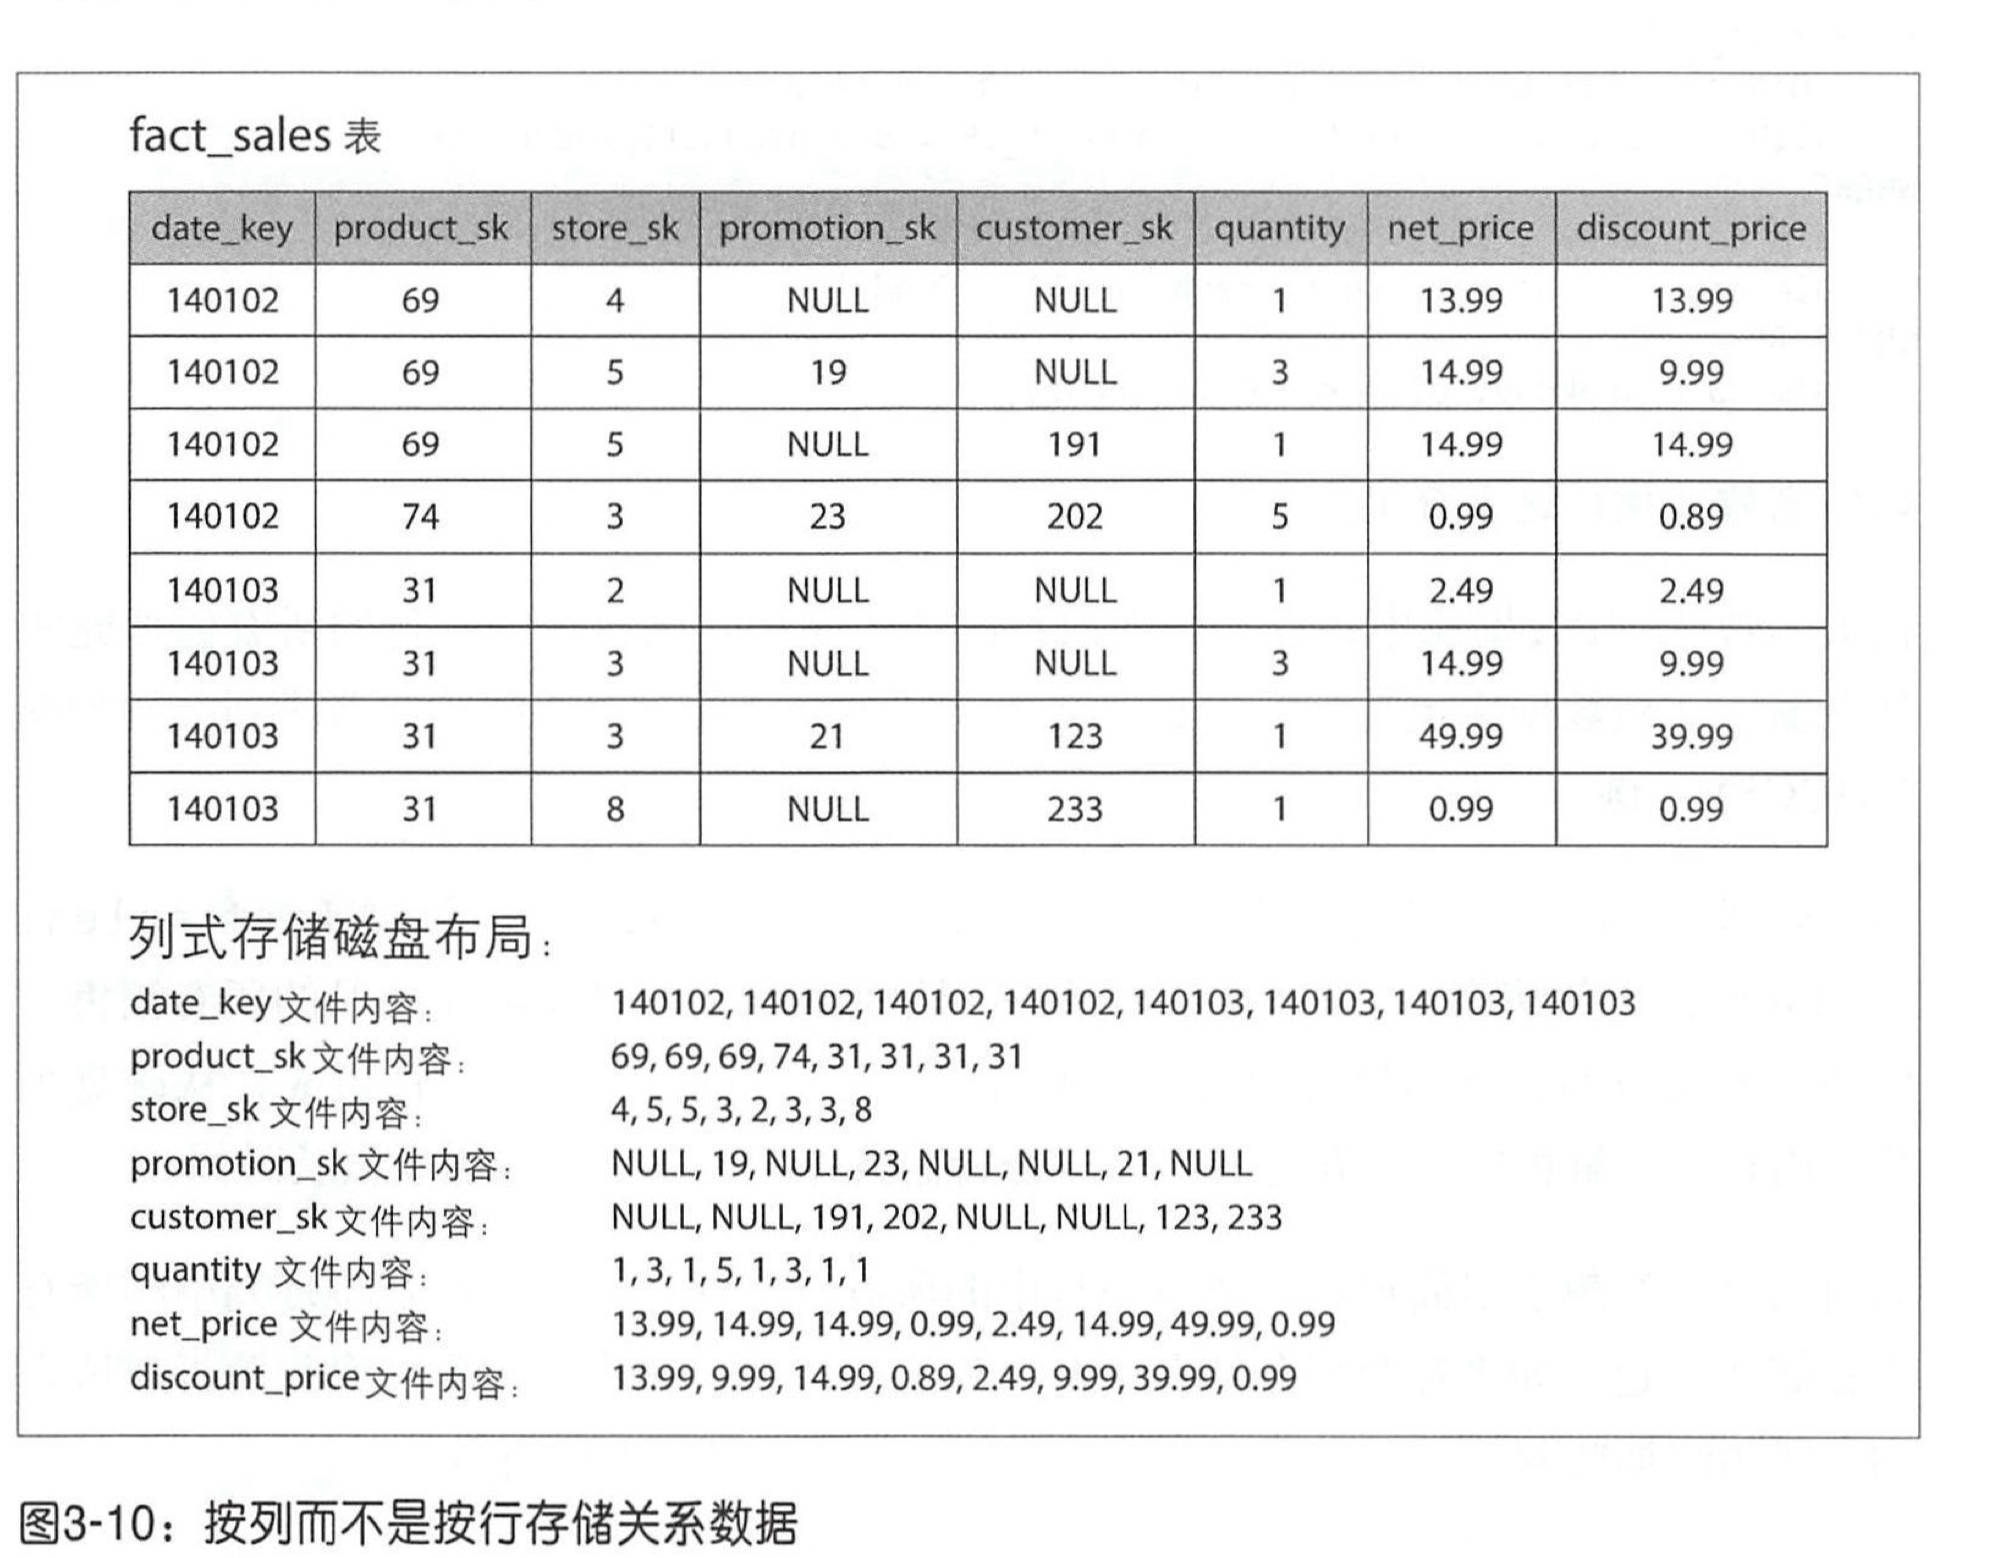 fact_sales 表
date_key product_sk store_sk promotion_sk customer_sk quantity net_price discount_price
140102 69 4 NULL NULL 1 13.99 13.99
140102 69 5 19 NULL 3 14.99 9.99
140102 69 5 NULL 191 1 14.99 14.99
140102 74 3 23 202 5 0.99 0.89
140103 31 2 NULL NULL 1 2.49 2.49
140103 31 3 NULL NULL 3 14.99 9.99
140103 31 3 21 123 1 49.99 39.99
140103 31 8 NULL 233 1 0.99 0.99
列式存储磁盘布局：
date_key 文件内容： 140102, 140102, 140102, 140102, 140103, 140103, 140103, 140103
product_sk 文件内容： 69, 69, 69, 74, 31, 31, 31, 31
store_sk 文件内容： 4, 5, 5, 3, 2, 3, 3, 8
promotion_sk 文件内容： NULL, 19, NULL, 23, NULL, NULL, 21, NULL
customer_sk 文件内容： NULL, NULL, 191, 202, NULL, NULL, 123, 233
quantity 文件内容： 1, 3, 1, 5, 1, 3, 1, 1
net_price 文件内容： 13.99, 14.99, 14.99, 0.99, 2.49, 14.99, 49.99, 0.99
discount_price 文件内容： 13.99, 9.99, 14.99, 0.89, 2.49, 9.99, 39.99, 0.99
图3-10：按列而不是按行存储关系数据